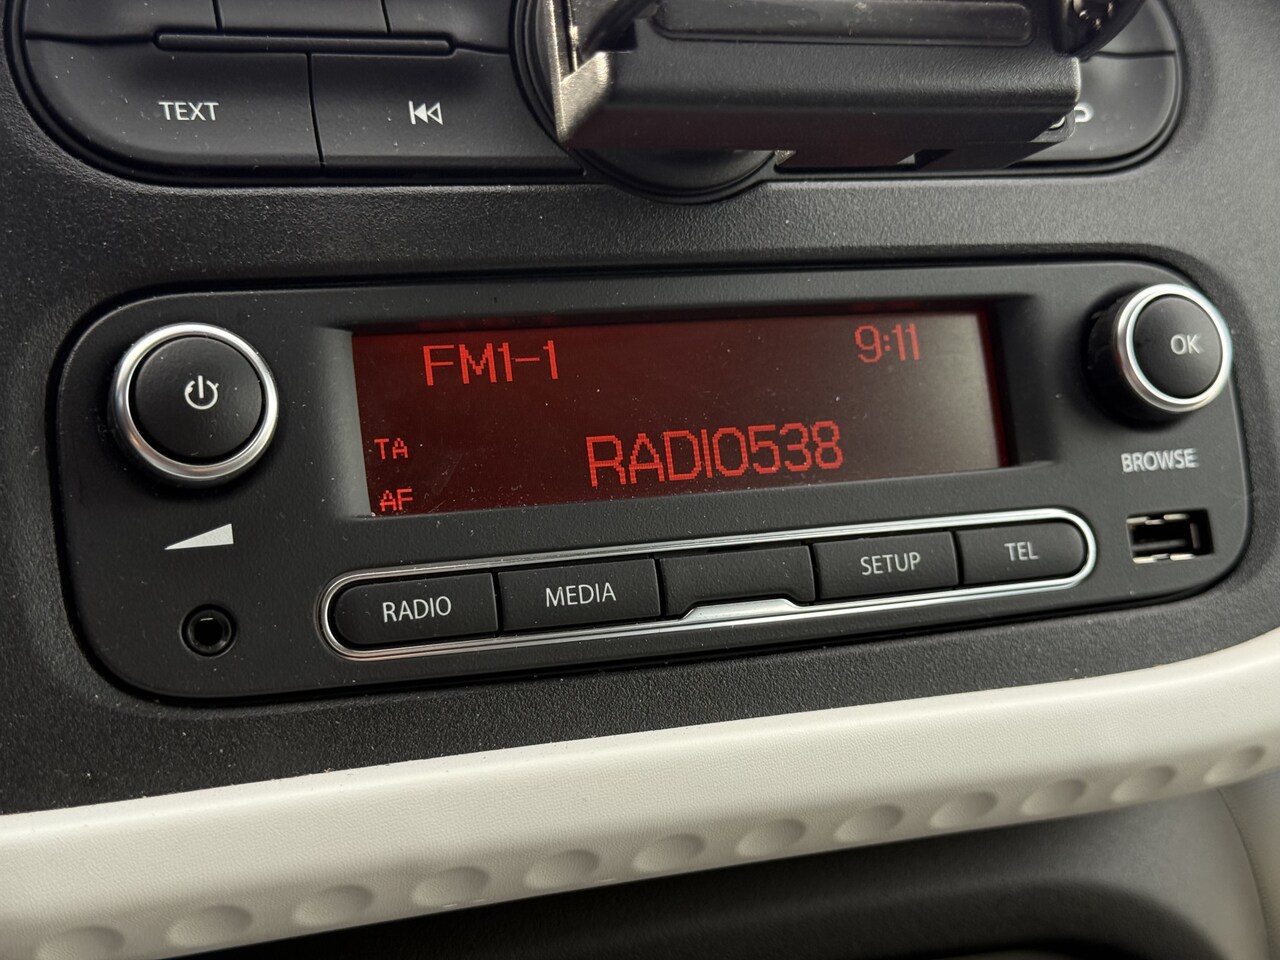 TEXT
FM1-1 9:11
OK
TA
RADIO538
AF
BROWSE
RADIO MEDIA SETUP TEL